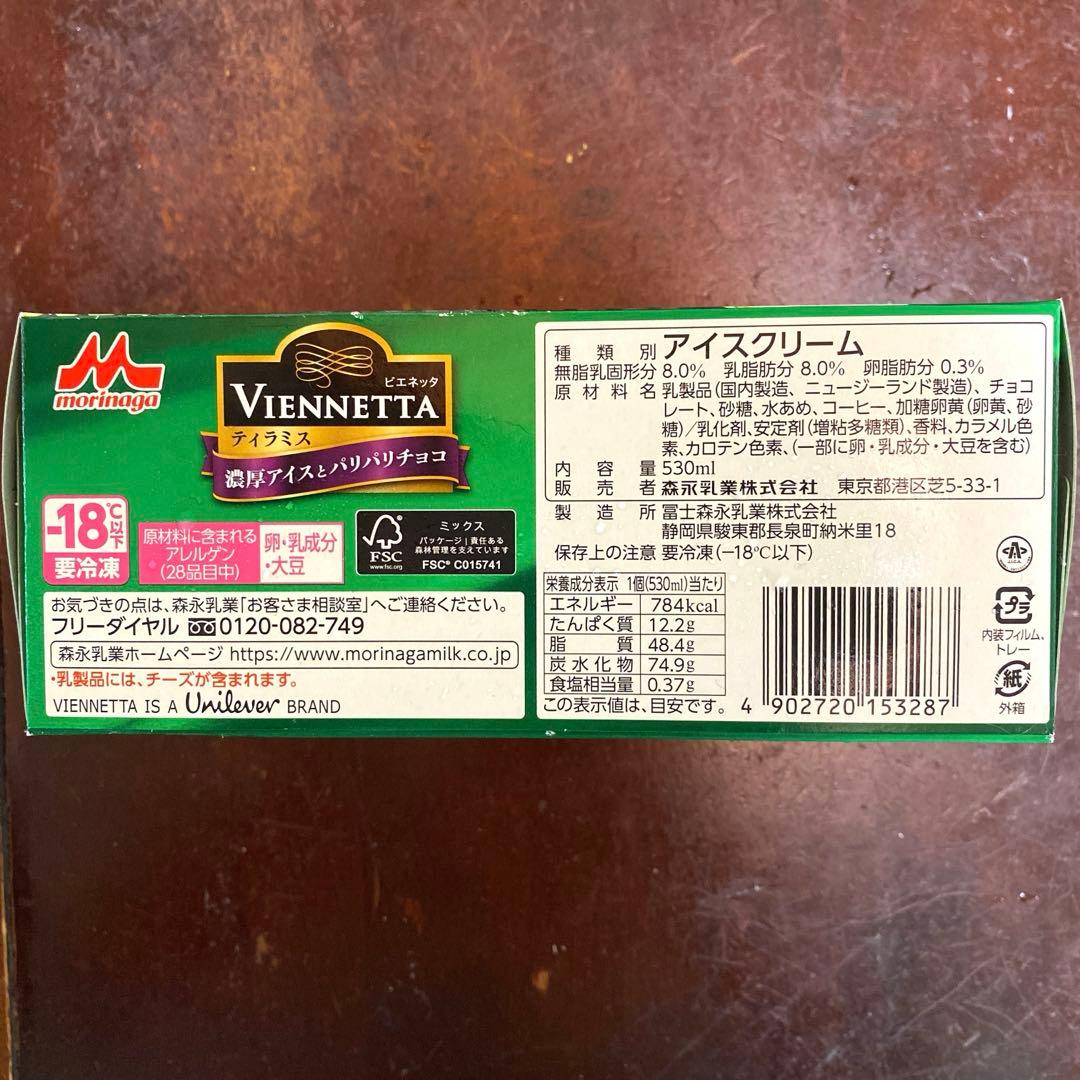 morinaga
ビエネッタ
VIENNETTA
ティラミス
濃厚アイスとパリパリチョコ
-18℃以下
要冷凍
原材料に含まれる
アレルゲン
(28品目中)
卵・乳成分
・大豆
FSC
www.fsc.org
ミックス
パッケージ|責任ある
森林管理を支えています
FSC® C015741
お気づきの点は、森永乳業「お客さま相談室」へご連絡ください。
フリーダイヤル 0120-082-749
森永乳業ホームページ https://www.morinagamilk.co.jp
・乳製品には、チーズが含まれます。
VIENNETTA IS A Unilever BRAND
種類別 アイスクリーム
無脂乳固形分 8.0% 乳脂肪分 8.0% 卵脂肪分 0.3%
原材料名 乳製品(国内製造、ニュージーランド製造)、チョコ
レート、砂糖、水あめ、コーヒー、加糖卵黄(卵黄、砂
糖)/乳化剤、安定剤(増粘多糖類)、香料、カラメル色
素、カロテン色素、(一部に卵・乳成分・大豆を含む)
内容量 530ml
販売者 森永乳業株式会社 東京都港区芝5-33-1
製造所 冨士森永乳業株式会社
静岡県駿東郡長泉町納米里18
保存上の注意 要冷凍(−18℃以下)
栄養成分表示 1個(530ml)当たり
エネルギー 784kcal
たんぱく質 12.2g
脂質 48.4g
炭水化物 74.9g
食塩相当量 0.37g
この表示値は、目安です。
4 902720 153287
J.I.C.A.
プラ
内装フィルム、
トレー
紙
外箱